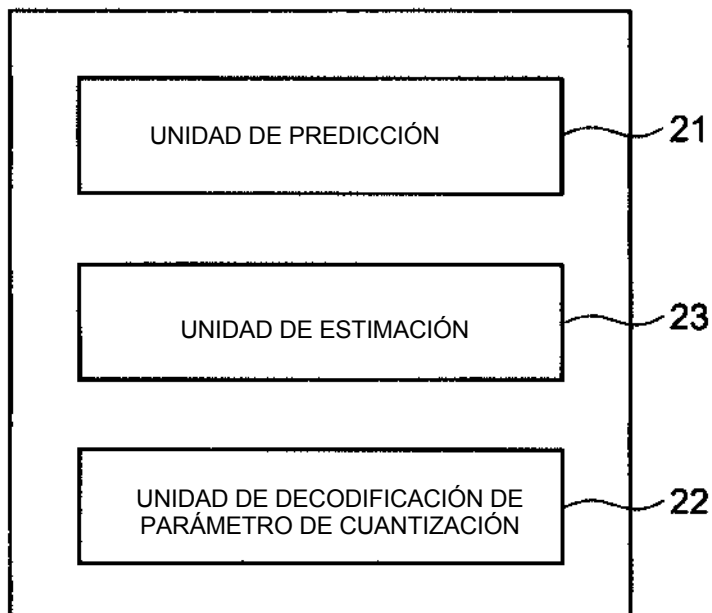 UNIDAD DE PREDICCIÓN
21
UNIDAD DE ESTIMACIÓN
23
UNIDAD DE DECODIFICACIÓN DE
PARÁMETRO DE CUANTIZACIÓN
22